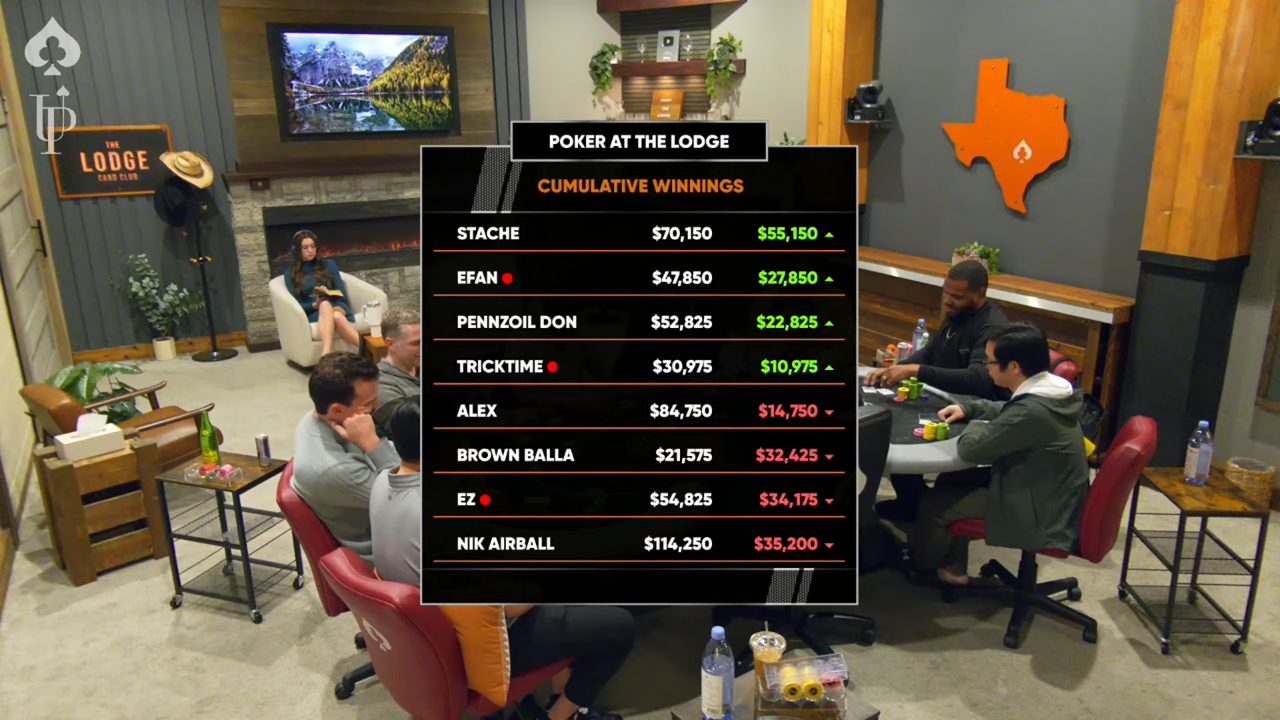 UP
THE
LODGE
CARD CLUB
POKER AT THE LODGE
CUMULATIVE WINNINGS
STACHE $70,150 $55,150
EFAN $47,850 $27,850
PENNZOIL DON $52,825 $22,825
TRICKTIME $30,975 $10,975
ALEX $84,750 $14,750
BROWN BALLA $21,575 $32,425
EZ $54,825 $34,175
NIK AIRBALL $114,250 $35,200